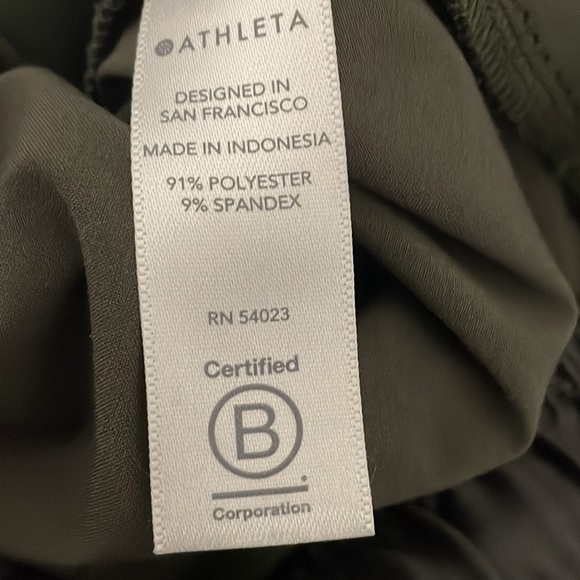 ATHLETA
DESIGNED IN
SAN FRANCISCO
MADE IN INDONESIA
91% POLYESTER
9% SPANDEX
RN 54023
Certified
B
Corporation